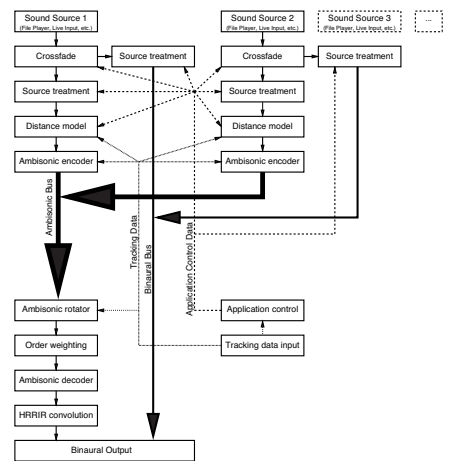 Sound Source 1
(File Player, Live Input, etc.)
Sound Source 2
(File Player, Live Input, etc.)
Sound Source 3
(File Player, Live Input, etc.)
...
Crossfade
Source treatment
Crossfade
Source treatment
Source treatment
Source treatment
Distance model
Distance model
Ambisonic encoder
Ambisonic encoder
Ambisonic Bus
Tracking Data
Binaural Bus
Application Control Data
Ambisonic rotator
Application control
Order weighting
Tracking data input
Ambisonic decoder
HRRIR convolution
Binaural Output